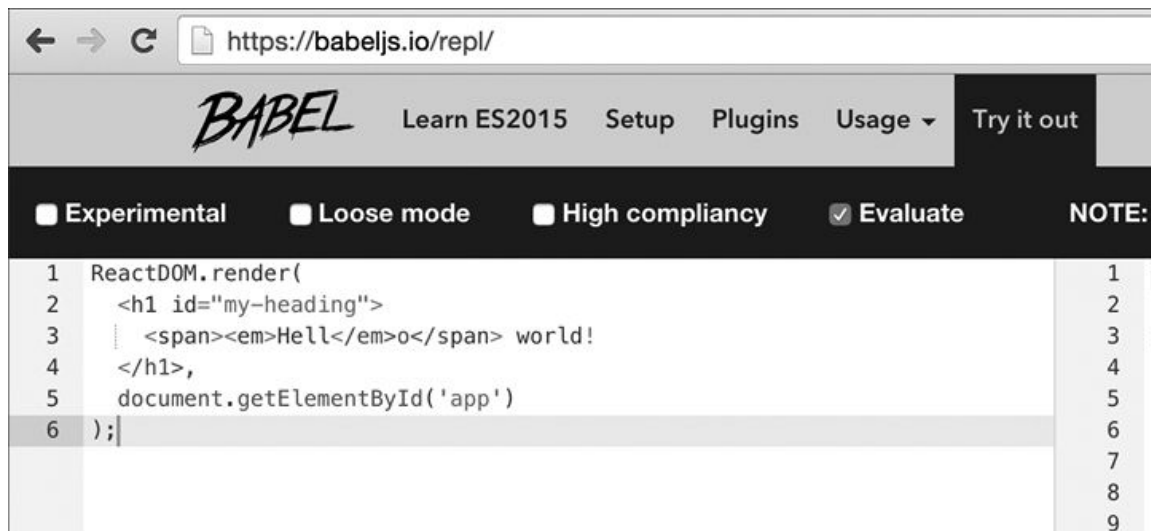 https://babeljs.io/repl/
BABEL Learn ES2015 Setup Plugins Usage Try it out
Experimental Loose mode High compliancy Evaluate NOTE:
1 ReactDOM.render( 1
2 <h1 id="my-heading"> 2
3 <span><em>Hell</em>o</span> world! 3
4 </h1>, 4
5 document.getElementById('app') 5
6 ); 6
7
8
9